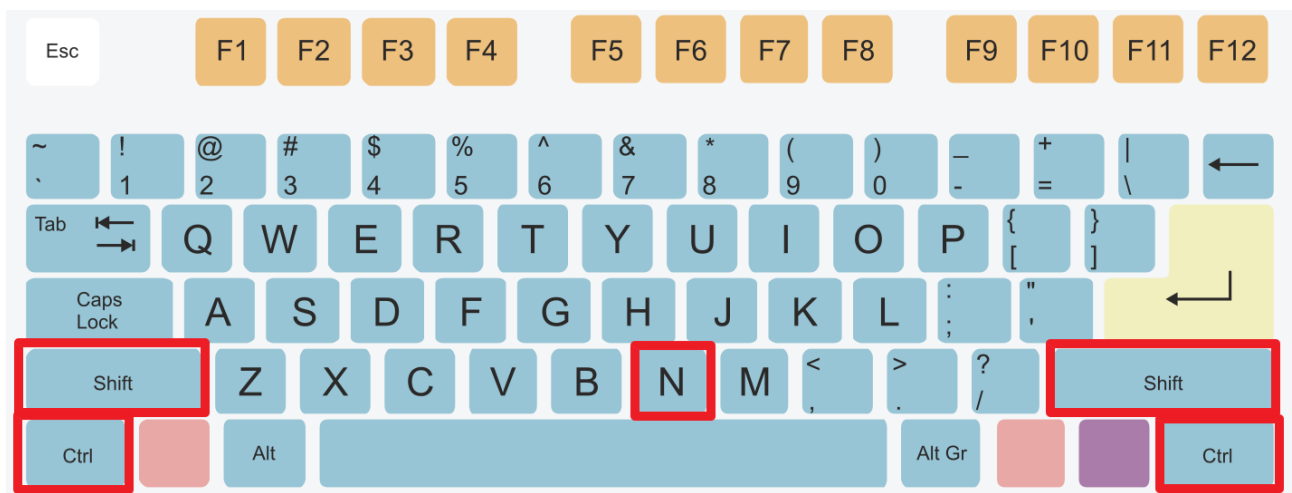 Esc F1 F2 F3 F4 F5 F6 F7 F8 F9 F10 F11 F12
~ ! @ # $ % ^ & * ( ) _ + |
` 1 2 3 4 5 6 7 8 9 0 - = \
Tab Q W E R T Y U I O P { }
[ ]
Caps Lock A S D F G H J K L : "
; '
Shift Z X C V B N M < > ? Shift
, . /
Ctrl Alt Alt Gr Ctrl